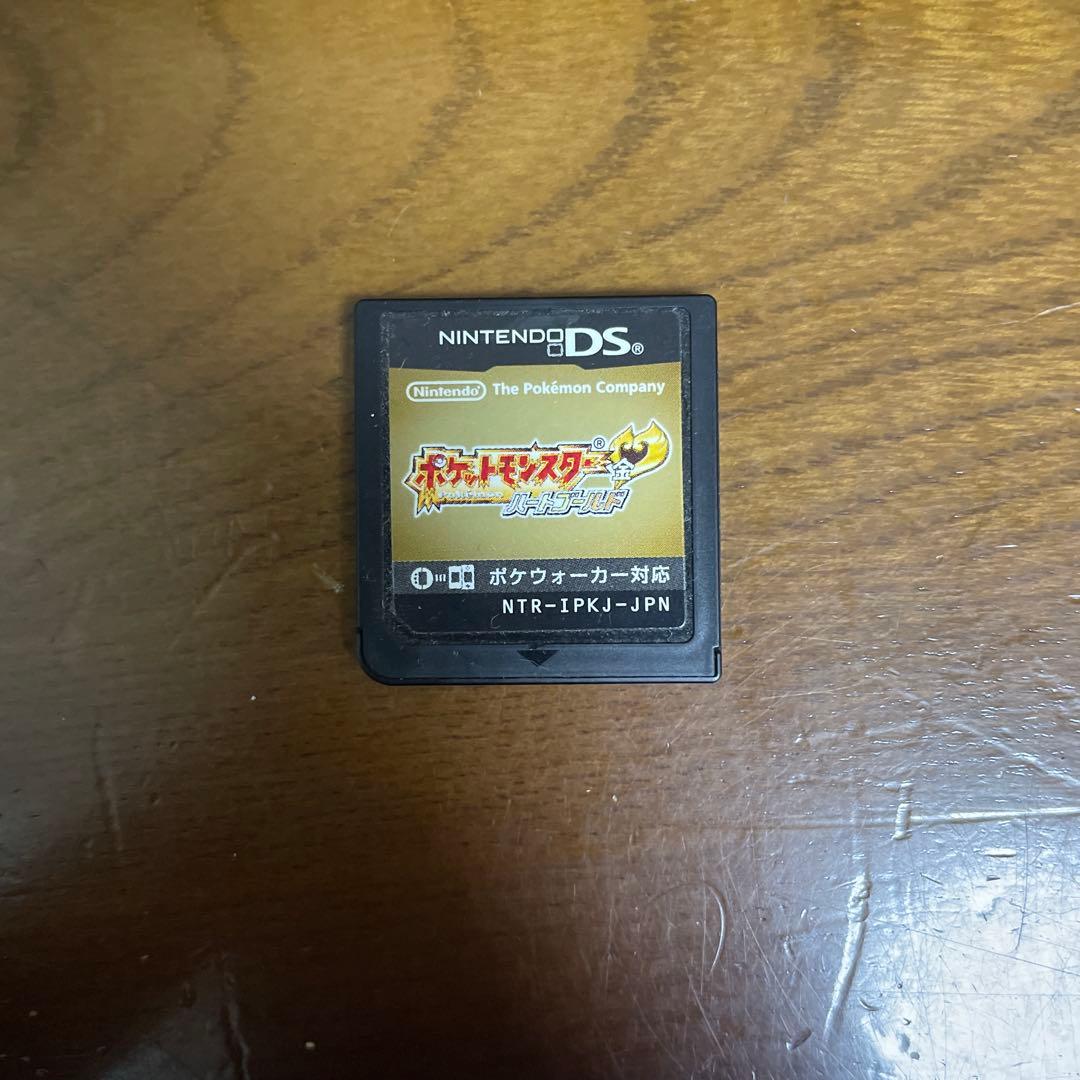 NINTENDO DS®
Nintendo® The Pokémon Company
ポケットモンスター®
金
Pokémon
ハートゴールド
ポケウォーカー対応
NTR-IPKJ-JPN